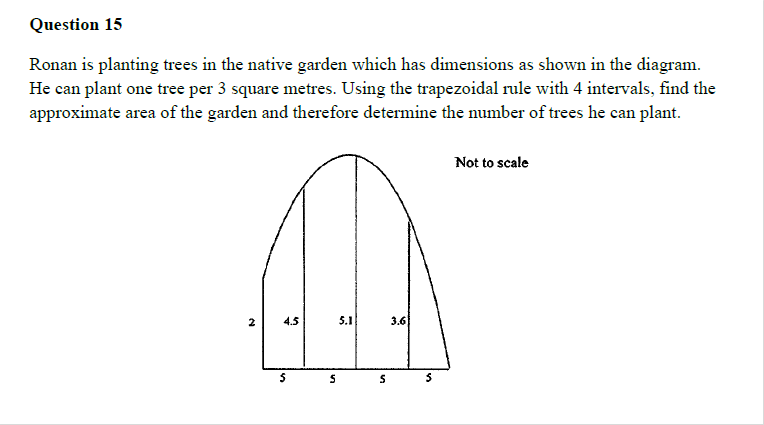 Question 15
Ronan is planting trees in the native garden which has dimensions as shown in the diagram.
He can plant one tree per 3 square metres. Using the trapezoidal rule with 4 intervals, find the
approximate area of the garden and therefore determine the number of trees he can plant.
Not to scale
2 4.5 5.1 3.6
5 5 5 5